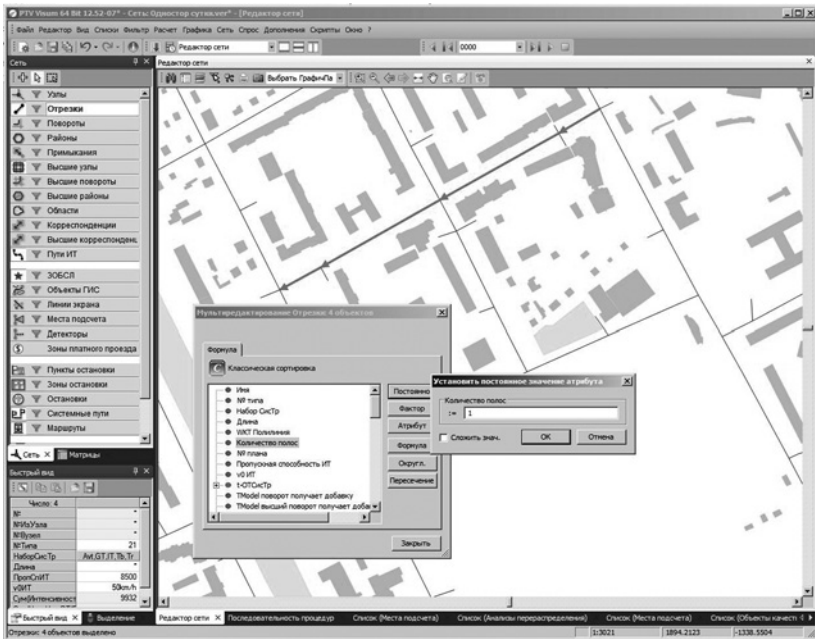 PTV Visum 64 Bit 12.52-07* - Сеть: Одностор сутки.ver* - [Редактор сети]
Файл Редактор Вид Списки Фильтр Расчет Графика Сеть Спрос Дополнения Скрипты Окно ?
Редактор сети
0000
Сеть
Редактор сети
Выбрать ГрафичПа
Узлы
Отрезки
Повороты
Районы
Примыкания
Высшие узлы
Высшие повороты
Высшие районы
Области
Корреспонденции
Высшие корреспонденц
Пути ИТ
ЗОБСЛ
Объекты ГИС
Линии экрана
Места подсчета
Детекторы
Зоны платного проезда
Пункты остановки
Зоны остановки
Остановки
Системные пути
Маршруты
Сеть
Матрицы
Быстрый вид
Число: 4
№
№ИзУзла *
№ВУзел *
№Типа 21
НаборСисТр Avt,GT,IT,Tb,Tr
Длина *
ПропСпИТ 8500
v0ИТ 50km/h
Сум(Интенсивност 9932
Мультиредактирование Отрезки: 4 объектов
Формула
Классическая сортировка
Имя
№ типа
Набор СисТр
Длина
WKT Полилиния
Количество полос
№ плана
Пропускная способность ИТ
v0 ИТ
t-ОТСисТр
TModel поворот получает добавку
TModel высший поворот получает доба
Постоянно
Фактор
Атрибут
Формула
Округл.
Пересечение
Закрыть
Установить постоянное значение атрибута
Количество полос
:= 1
Сложить знач.
OK
Отмена
Быстрый вид
Выделение
Редактор сети
Последовательность процедур
Список (Места подсчета)
Список (Анализы перераспределения)
Список (Места подсчета)
Список (Объекты качест
Отрезки: 4 объектов выделено
1:3021
1894.2123
-1338.5504